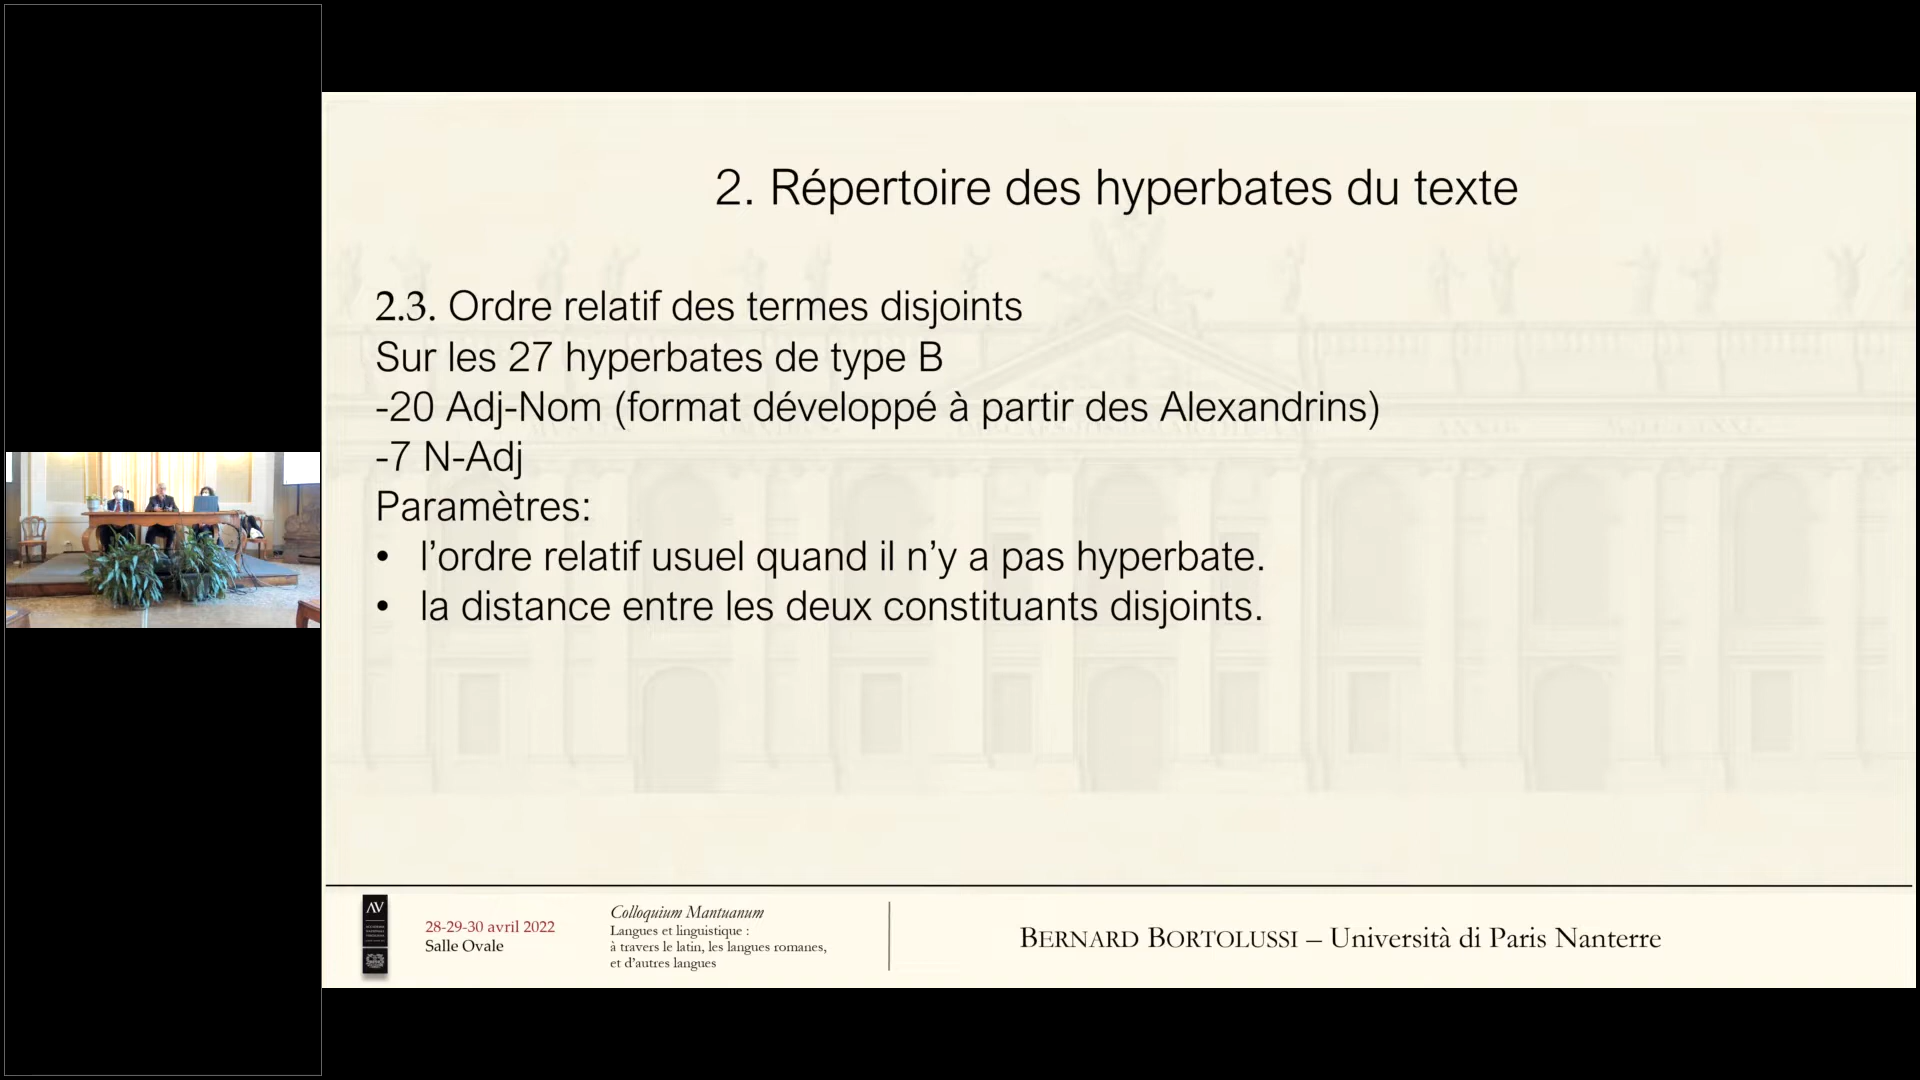 2. Répertoire des hyperbates du texte
2.3. Ordre relatif des termes disjoints
Sur les 27 hyperbates de type B
-20 Adj-Nom (format développé à partir des Alexandrins)
-7 N-Adj
Paramètres:
• l’ordre relatif usuel quand il n’y a pas hyperbate.
• la distance entre les deux constituants disjoints.
AV
28-29-30 avril 2022
Salle Ovale
Colloquium Mantuanum
Langues et linguistique :
à travers le latin, les langues romanes,
et d’autres langues
BERNARD BORTOLUSSI – Università di Paris Nanterre